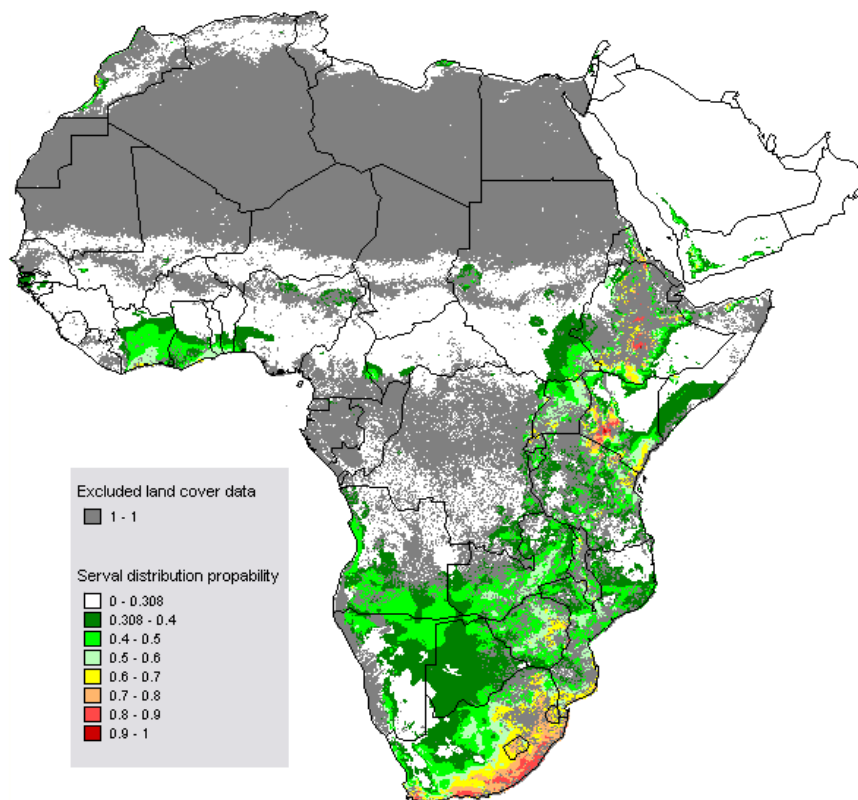 Excluded land cover data
1 - 1
Serval distribution propability
0 - 0.308
0.308 - 0.4
0.4 - 0.5
0.5 - 0.6
0.6 - 0.7
0.7 - 0.8
0.8 - 0.9
0.9 - 1